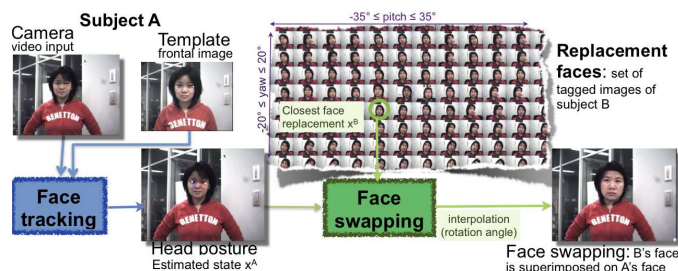 Subject A
Camera
video input
Template
frontal image
-35° ≤ pitch ≤ 35°
-20° ≤ yaw ≤ 20°
Closest face
replacement xB
Replacement
faces: set of
tagged images of
subject B
BENETTON
BENETTON
BENETTON
BENETTON
Face
tracking
Face
swapping
interpolation
(rotation angle)
Head posture
Estimated state xA
Face swapping: B's face
is superimposed on A's face